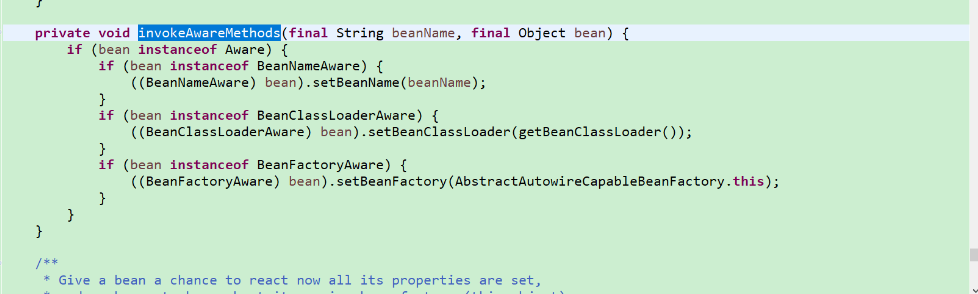 }
private void invokeAwareMethods(final String beanName, final Object bean) {
if (bean instanceof Aware) {
if (bean instanceof BeanNameAware) {
((BeanNameAware) bean).setBeanName(beanName);
}
if (bean instanceof BeanClassLoaderAware) {
((BeanClassLoaderAware) bean).setBeanClassLoader(getBeanClassLoader());
}
if (bean instanceof BeanFactoryAware) {
((BeanFactoryAware) bean).setBeanFactory(AbstractAutowireCapableBeanFactory.this);
}
}
}
/**
* Give a bean a chance to react now all its properties are set,